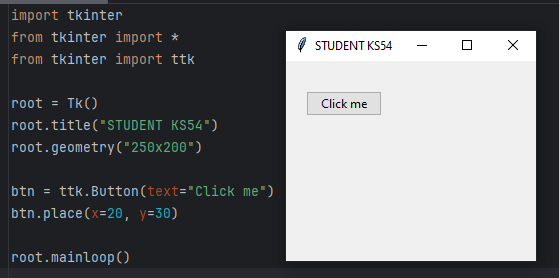 import tkinter
from tkinter import *
from tkinter import ttk
root = Tk()
root.title("STUDENT KS54")
root.geometry("250x200")
btn = ttk.Button(text="Click me")
btn.place(x=20, y=30)
root.mainloop()
STUDENT KS54
Click me